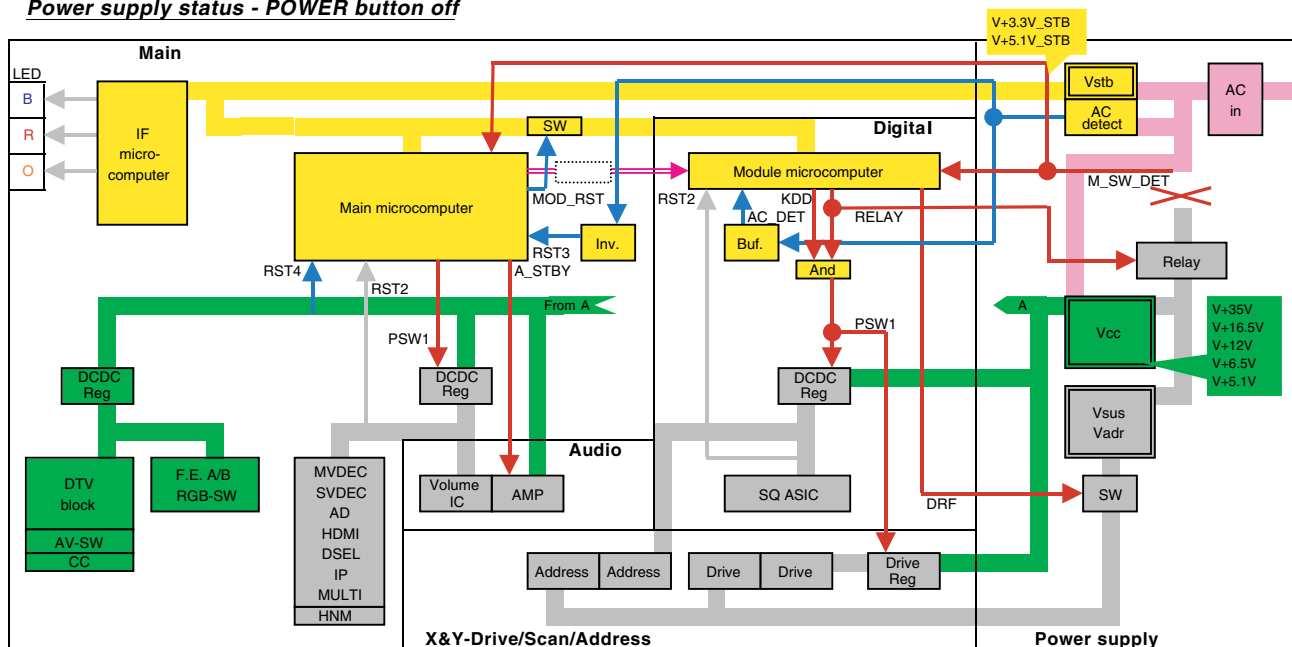 Power supply status - POWER button off
V+3.3V_STB
V+5.1V_STB
Main
LED
B
R
O
IF
micro-
computer
SW
Digital
Vstb
AC
detect
AC
in
Main microcomputer
MOD_RST
Module microcomputer
M_SW_DET
RST2
KDD
AC_DET
RELAY
RST3
Inv.
Buf.
And
Relay
A_STBY
RST4
RST2
From A
A
PSW1
PSW1
Vcc
V+35V
V+16.5V
V+12V
V+6.5V
V+5.1V
DCDC
Reg
DCDC
Reg
DCDC
Reg
Vsus
Vadr
Audio
DTV
block
AV-SW
CC
F.E. A/B
RGB-SW
MVDEC
SVDEC
AD
HDMI
DSEL
IP
MULTI
HNM
Volume
IC
AMP
SQ ASIC
DRF
SW
Address
Address
Drive
Drive
Drive
Reg
X&Y-Drive/Scan/Address
Power supply